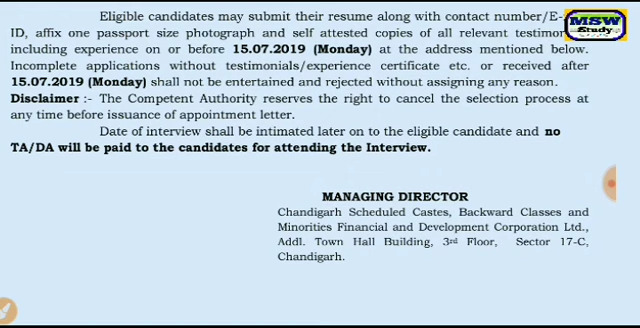 Eligible candidates may submit their resume along with contact number/E-
ID, affix one passport size photograph and self attested copies of all relevant
including experience on or before 15.07.2019 (Monday) at the address mentioned below.
Incomplete applications without testimonials/experience certificate etc. or received after
15.07.2019 (Monday) shall not be entertained and rejected without assigning any reason.
Disclaimer :- The Competent Authority reserves the right to cancel the selection process at
any time before issuance of appointment letter.
Date of interview shall be intimated later on to the eligible candidate and no
TA/DA will be paid to the candidates for attending the Interview.
MANAGING DIRECTOR
Chandigarh Scheduled Castes, Backward Classes and
Minorities Financial and Development Corporation Ltd.,
Addl. Town Hall Building, 3rd Floor, Sector 17-C,
Chandigarh.
MSW
Study